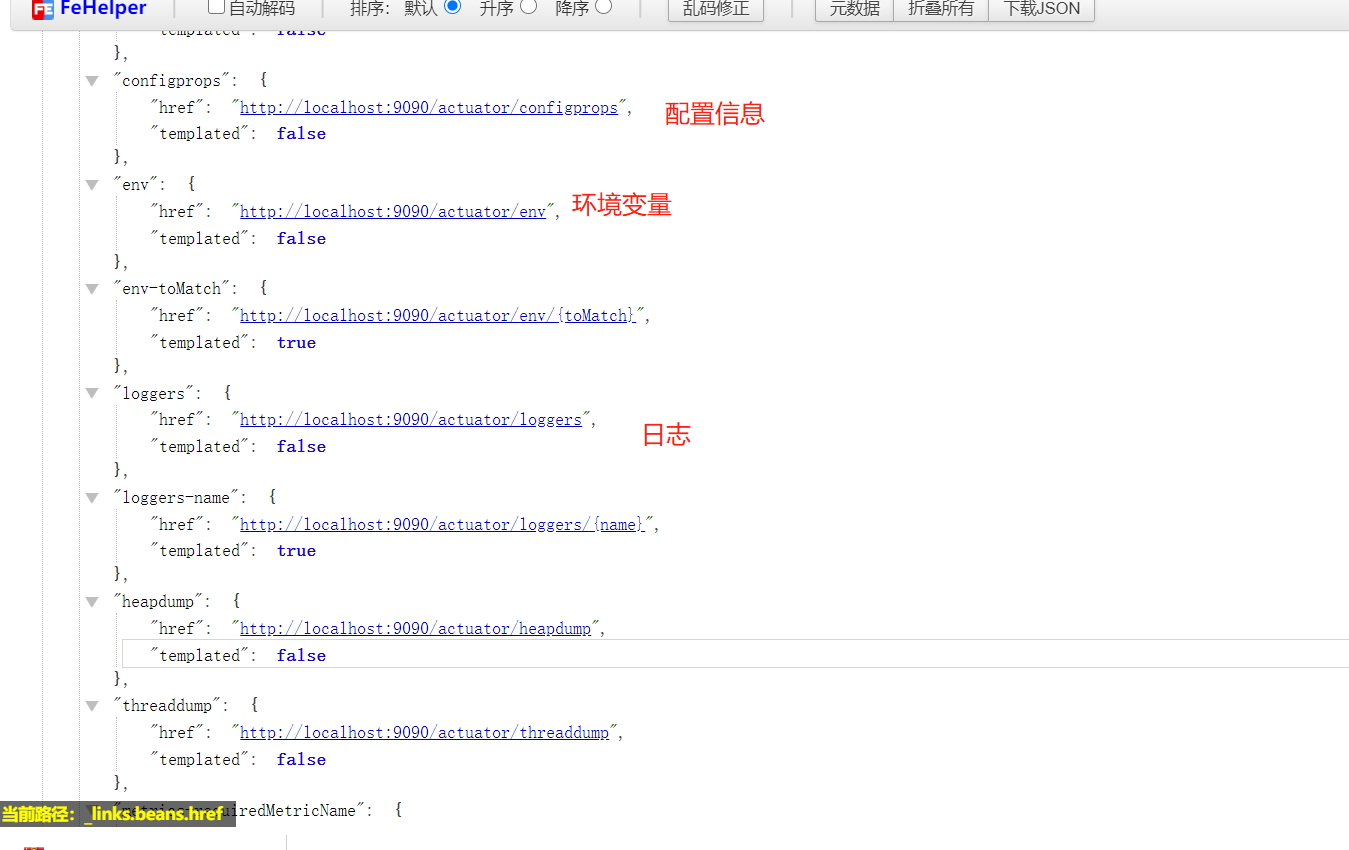 FeHelper 自动解码 排序: 默认 升序 降序 乱码修正 元数据 折叠所有 下载JSON
"templated": false
},
"configprops": {
"href": "http://localhost:9090/actuator/configprops", 配置信息
"templated": false
},
"env": {
"href": "http://localhost:9090/actuator/env", 环境变量
"templated": false
},
"env-toMatch": {
"href": "http://localhost:9090/actuator/env/{toMatch}",
"templated": true
},
"loggers": {
"href": "http://localhost:9090/actuator/loggers",
日志
"templated": false
},
"loggers-name": {
"href": "http://localhost:9090/actuator/loggers/{name}",
"templated": true
},
"heapdump": {
"href": "http://localhost:9090/actuator/heapdump",
"templated": false
},
"threaddump": {
"href": "http://localhost:9090/actuator/threaddump",
"templated": false
},
"metrics-requiredMetricName": {
当前路径: _links.beans.href